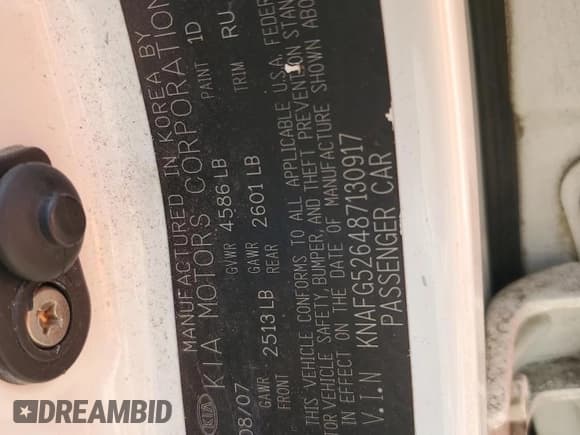 MANUFACTURED IN KOREA BY
KIA KIA MOTORS CORPORATION
08/07 GVWR 4586 LB PAINT 1D
GAWR FRONT 2513 LB GAWR REAR 2601 LB TRIM RU
THIS VEHICLE CONFORMS TO ALL APPLICABLE U.S.A. FEDER
TOR VEHICLE SAFETY, BUMPER, AND THEFT PREVENTION STAN
IN EFFECT ON THE DATE OF MANUFACTURE SHOWN ABO
V.I.N KNAFG526487130917
PASSENGER CAR
DREAMBID